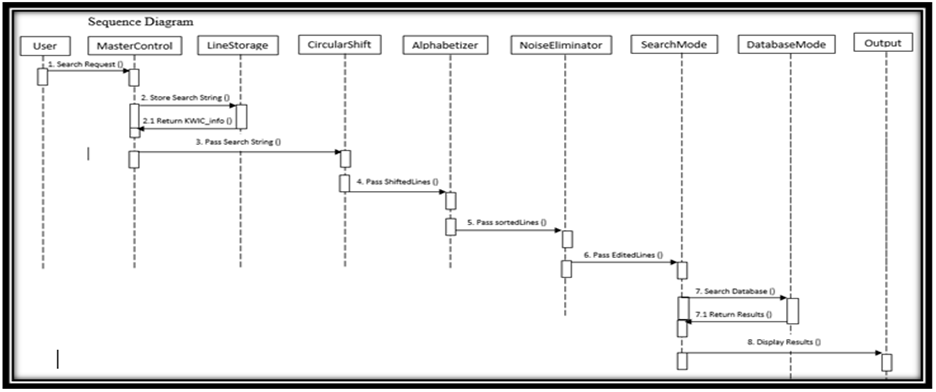 Sequence Diagram
User
MasterControl
LineStorage
CircularShift
Alphabetizer
NoiseEliminator
SearchMode
DatabaseMode
Output
1. Search Request ()
2. Store Search String ()
2.1 Return KWIC_info ()
3. Pass Search String ()
4. Pass ShiftedLines ()
5. Pass sortedLines ()
6. Pass EditedLines ()
7. Search Database ()
7.1 Return Results ()
8. Display Results ()